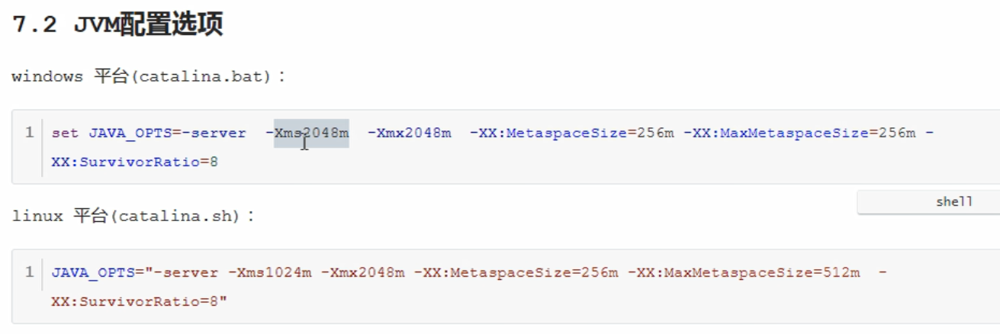 7.2 JVM配置选项
windows 平台(catalina.bat)：
1 set JAVA_OPTS=-server  -Xms2048m  -Xmx2048m  -XX:MetaspaceSize=256m -XX:MaxMetaspaceSize=256m -
XX:SurvivorRatio=8
shell
linux 平台(catalina.sh)：
1 JAVA_OPTS="-server -Xms1024m -Xmx2048m -XX:MetaspaceSize=256m -XX:MaxMetaspaceSize=512m  -
XX:SurvivorRatio=8"